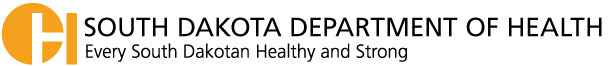 SOUTH DAKOTA DEPARTMENT OF HEALTH
Every South Dakotan Healthy and Strong